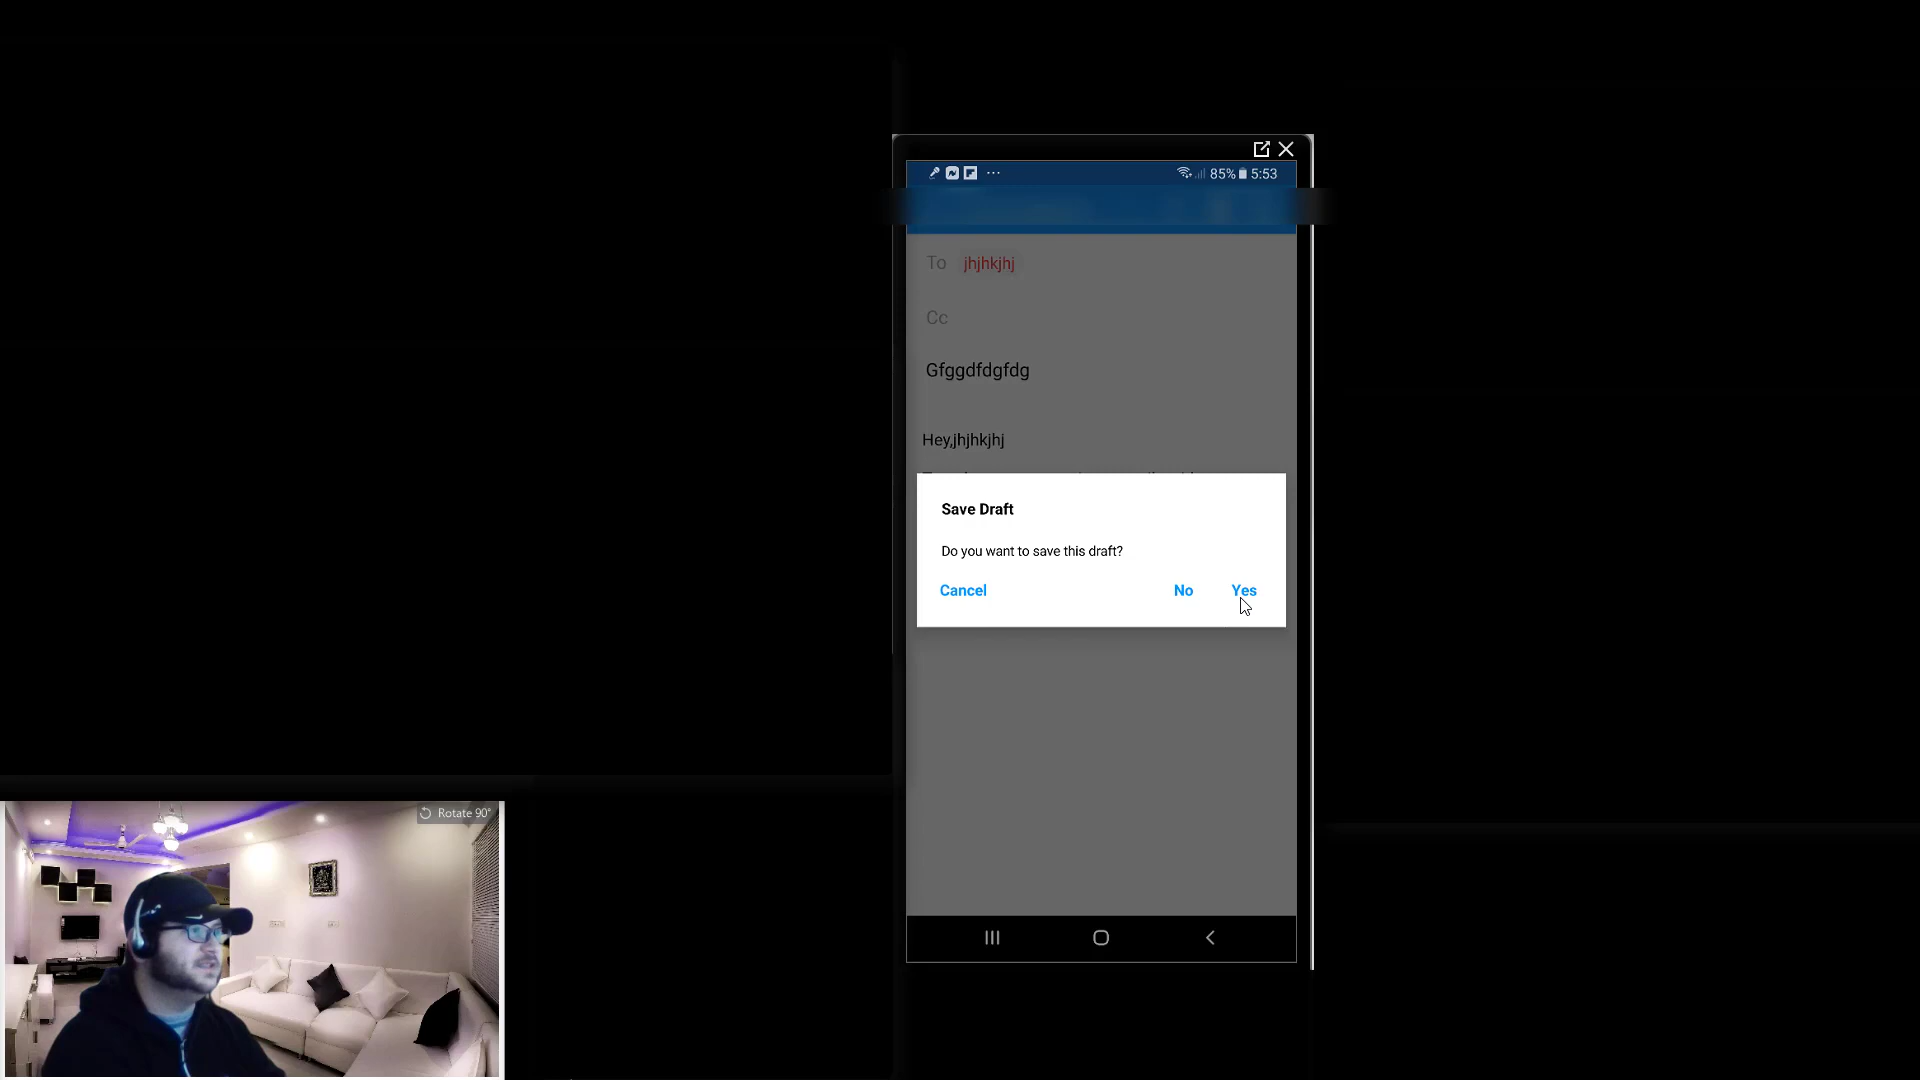 85% 5:53
To jhjhkjhj
Cc
Gfggdfdgfdg
Hey,jhjhkjhj
Save Draft
Do you want to save this draft?
Cancel No Yes
Rotate 90°